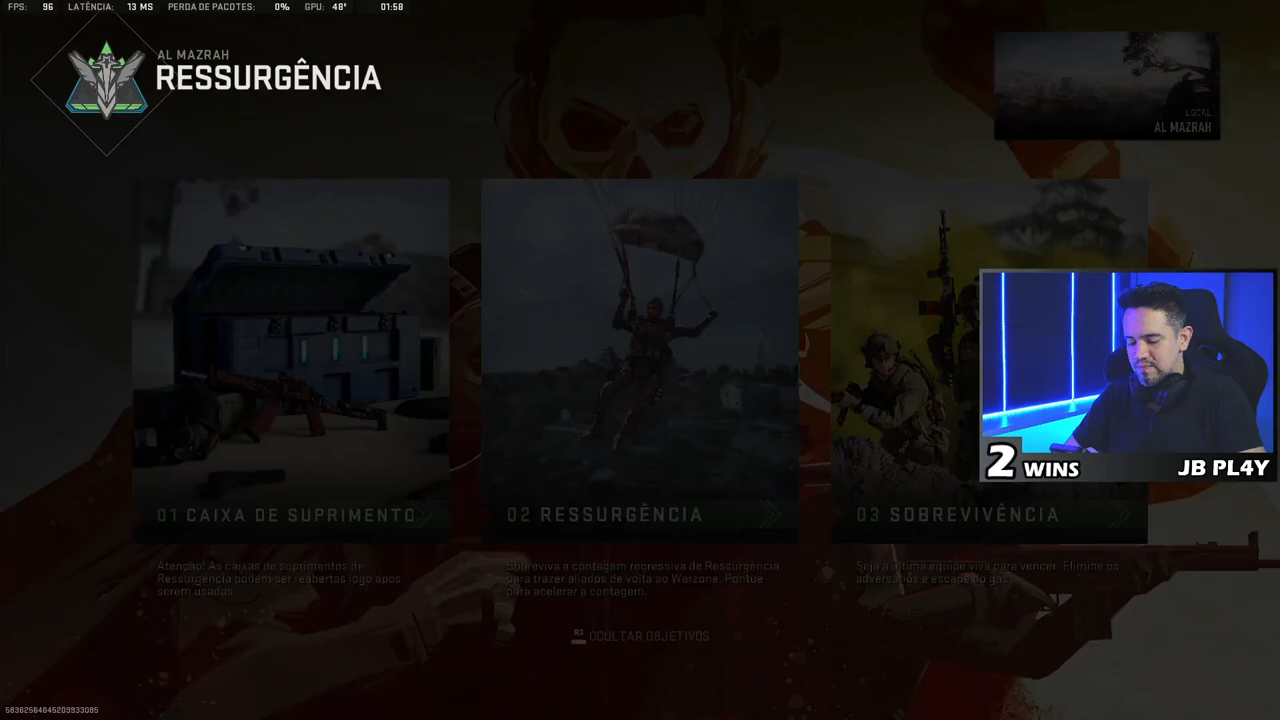 FPS: 96 LATÊNCIA: 13 MS PERDA DE PACOTES: 0% GPU: 48° 01:58
AL MAZRAH
RESSURGÊNCIA
LOCAL
AL MAZRAH
2 WINS JB PL4Y
01 CAIXA DE SUPRIMENTO
02 RESSURGÊNCIA
03 SOBREVIVÊNCIA
Atenção! As caixas de suprimentos de
Ressurgência podem ser reabertas logo após
serem usadas.
Sobreviva a contagem regressiva de Ressurgência
para trazer aliados de volta ao Warzone. Pontue
para acelerar a contagem.
Seja a última equipe viva para vencer. Elimine os
adversários e escape do gás.
R3 OCULTAR OBJETIVOS
58362564645209933085